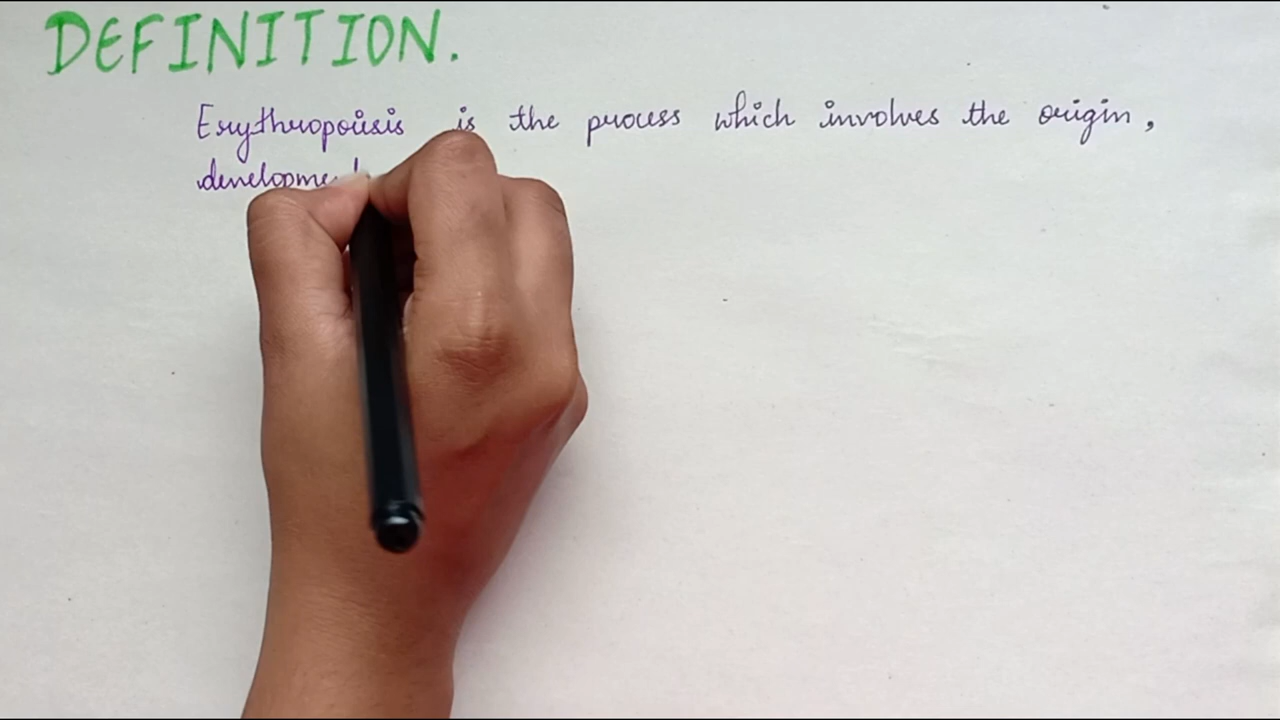 DEFINITION.
Erythropoiesis is the process which involves the origin,